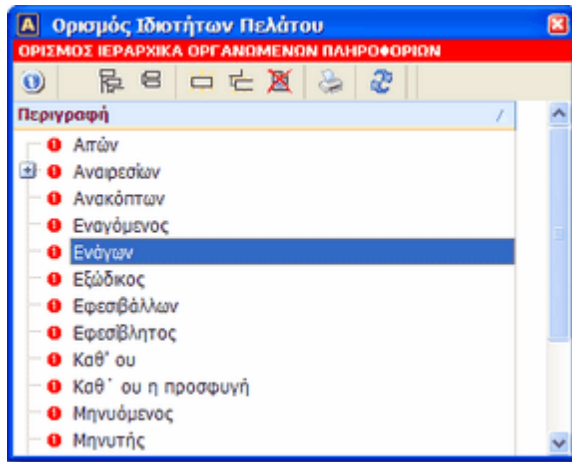 A Ορισμός Ιδιοτήτων Πελάτου
ΟΡΙΣΜΟΣ ΙΕΡΑΡΧΙΚΑ ΟΡΓΑΝΩΜΕΝΩΝ ΠΛΗΡΟΦΟΡΙΩΝ
Περιγραφή
Αιτών
Αναιρεσίων
Ανακόπτων
Εναγόμενος
Ενάγων
Εξώδικος
Εφεσιβάλλων
Εφεσίβλητος
Καθ' ου
Καθ΄ ου η προσφυγή
Μηνυόμενος
Μηνυτής